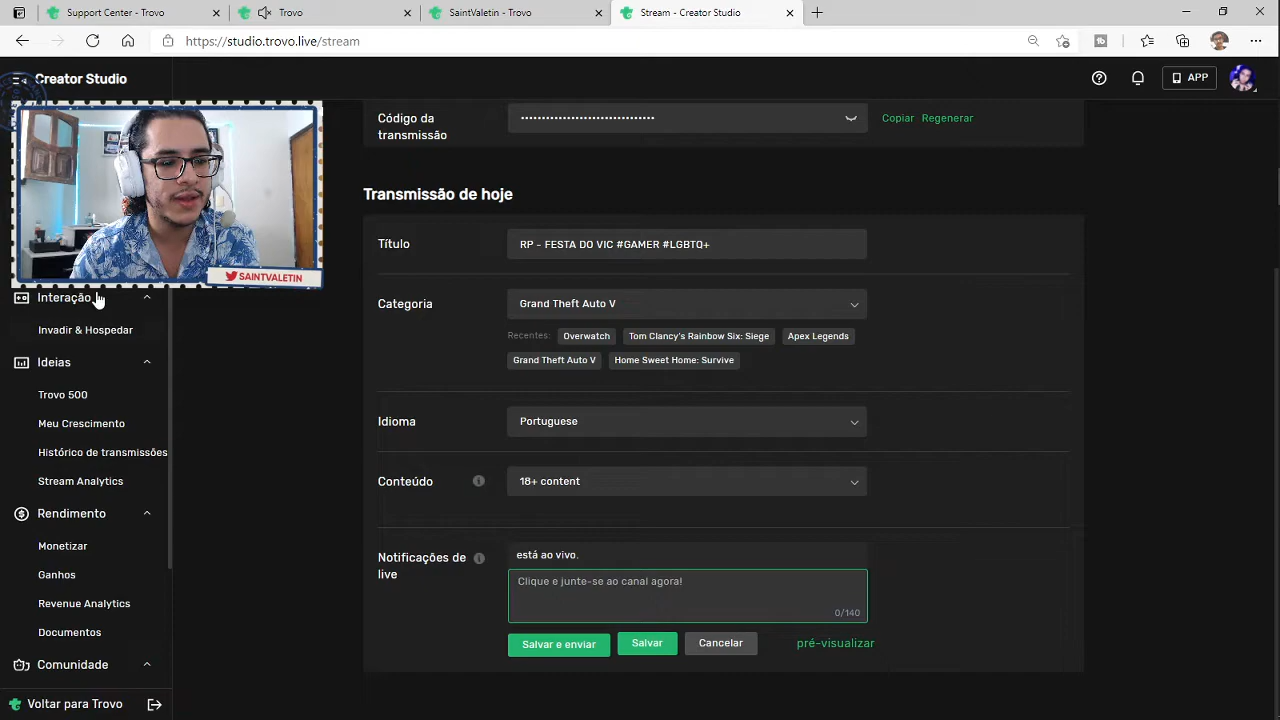 Support Center - Trovo
Trovo
SaintValetin - Trovo
Stream - Creator Studio
https://studio.trovo.live/stream
Creator Studio
APP
Código da transmissão
••••••••••••••••••••••••••••••
Copiar
Regenerar
SAINTVALETIN
Interação
Invadir & Hospedar
Ideias
Trovo 500
Meu Crescimento
Histórico de transmissões
Stream Analytics
Rendimento
Monetizar
Ganhos
Revenue Analytics
Documentos
Comunidade
Voltar para Trovo
Transmissão de hoje
Título
RP - FESTA DO VIC #GAMER #LGBTQ+
Categoria
Grand Theft Auto V
Recentes:
Overwatch
Tom Clancy's Rainbow Six: Siege
Apex Legends
Grand Theft Auto V
Home Sweet Home: Survive
Idioma
Portuguese
Conteúdo
18+ content
Notificações de live
está ao vivo.
Clique e junte-se ao canal agora!
0/140
Salvar e enviar
Salvar
Cancelar
pré-visualizar